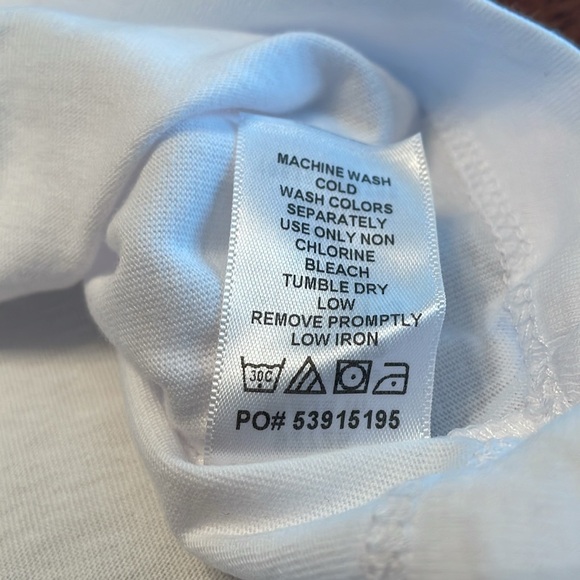 MACHINE WASH
COLD
WASH COLORS
SEPARATELY
USE ONLY NON
CHLORINE
BLEACH
TUMBLE DRY
LOW
REMOVE PROMPTLY
LOW IRON
30C
PO# 53915195